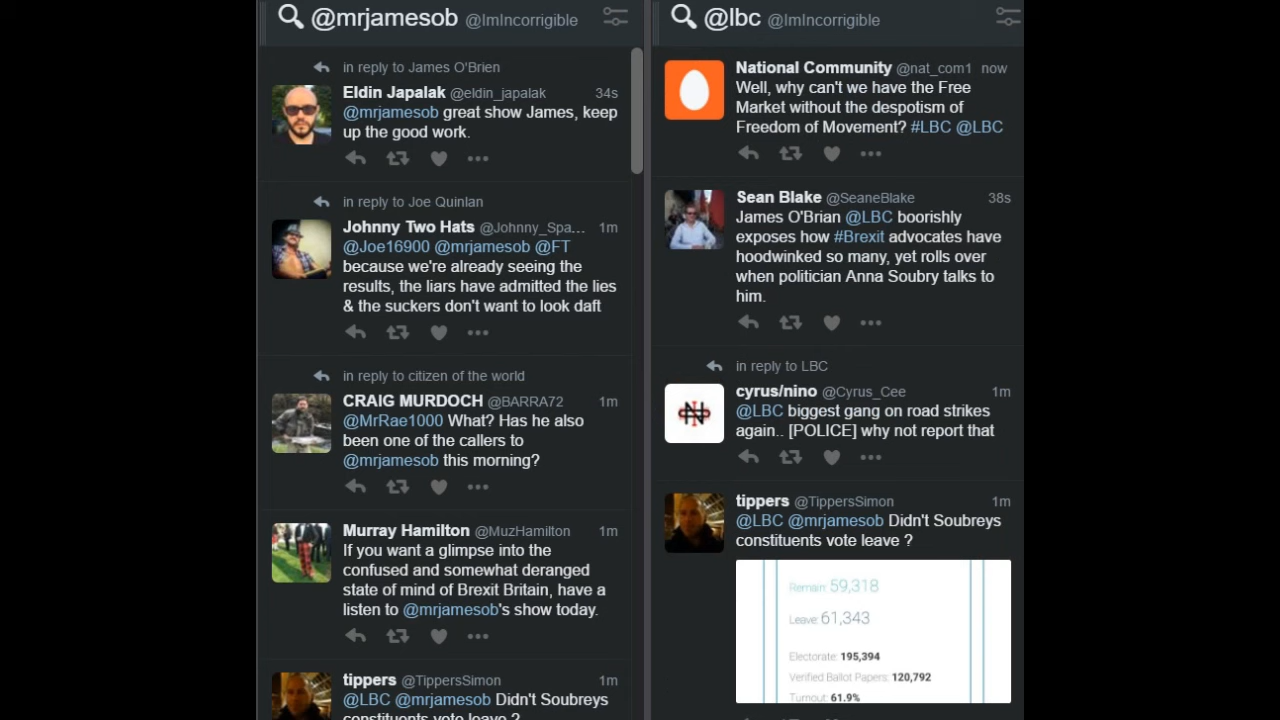 @mrjamesob @ImIncorrigible
in reply to James O'Brien
Eldin Japalak @eldin_japalak 34s
@mrjamesob great show James, keep
up the good work.
in reply to Joe Quinlan
Johnny Two Hats @Johnny_Spa... 1m
@Joe16900 @mrjamesob @FT
because we're already seeing the
results, the liars have admitted the lies
& the suckers don't want to look daft
in reply to citizen of the world
CRAIG MURDOCH @BARRA72 1m
@MrRae1000 What? Has he also
been one of the callers to
@mrjamesob this morning?
Murray Hamilton @MuzHamilton 1m
If you want a glimpse into the
confused and somewhat deranged
state of mind of Brexit Britain, have a
listen to @mrjamesob's show today.
tippers @TippersSimon 1m
@LBC @mrjamesob Didn't Soubreys
constituents vote leave ?
@lbc @ImIncorrigible
National Community @nat_com1 now
Well, why can't we have the Free
Market without the despotism of
Freedom of Movement? #LBC @LBC
Sean Blake @SeaneBlake 38s
James O'Brian @LBC boorishly
exposes how #Brexit advocates have
hoodwinked so many, yet rolls over
when politician Anna Soubry talks to
him.
in reply to LBC
cyrus/nino @Cyrus_Cee 1m
@LBC biggest gang on road strikes
again.. [POLICE] why not report that
tippers @TippersSimon 1m
@LBC @mrjamesob Didn't Soubreys
constituents vote leave ?
Remain: 59,318
Leave: 61,343
Electorate: 195,394
Verified Ballot Papers: 120,792
Turnout: 61.9%